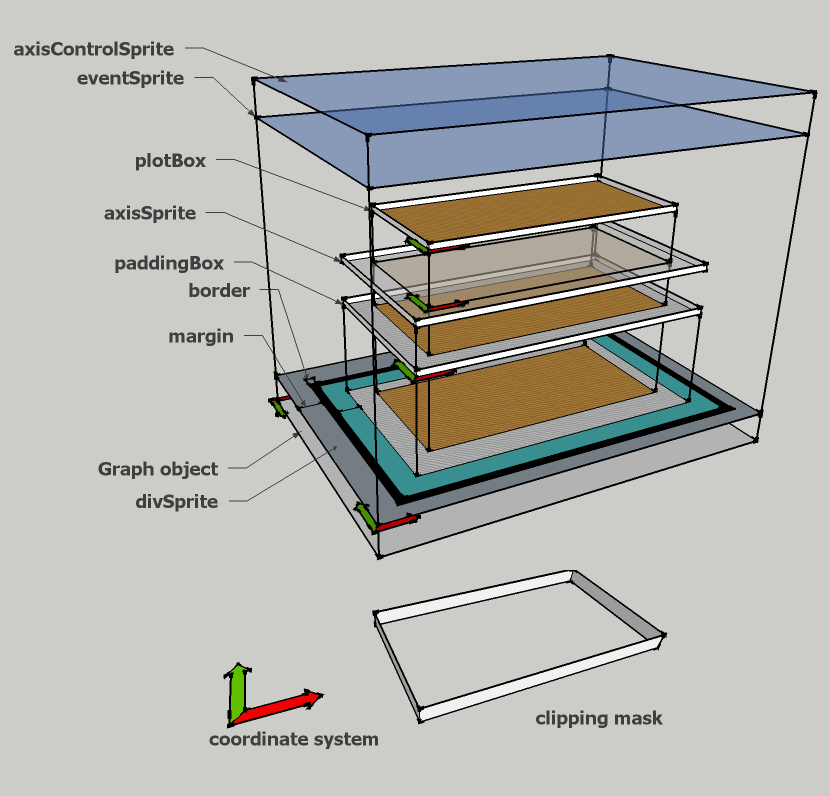 axisControlSprite
eventSprite
plotBox
axisSprite
paddingBox
border
margin
Graph object
divSprite
clipping mask
coordinate system